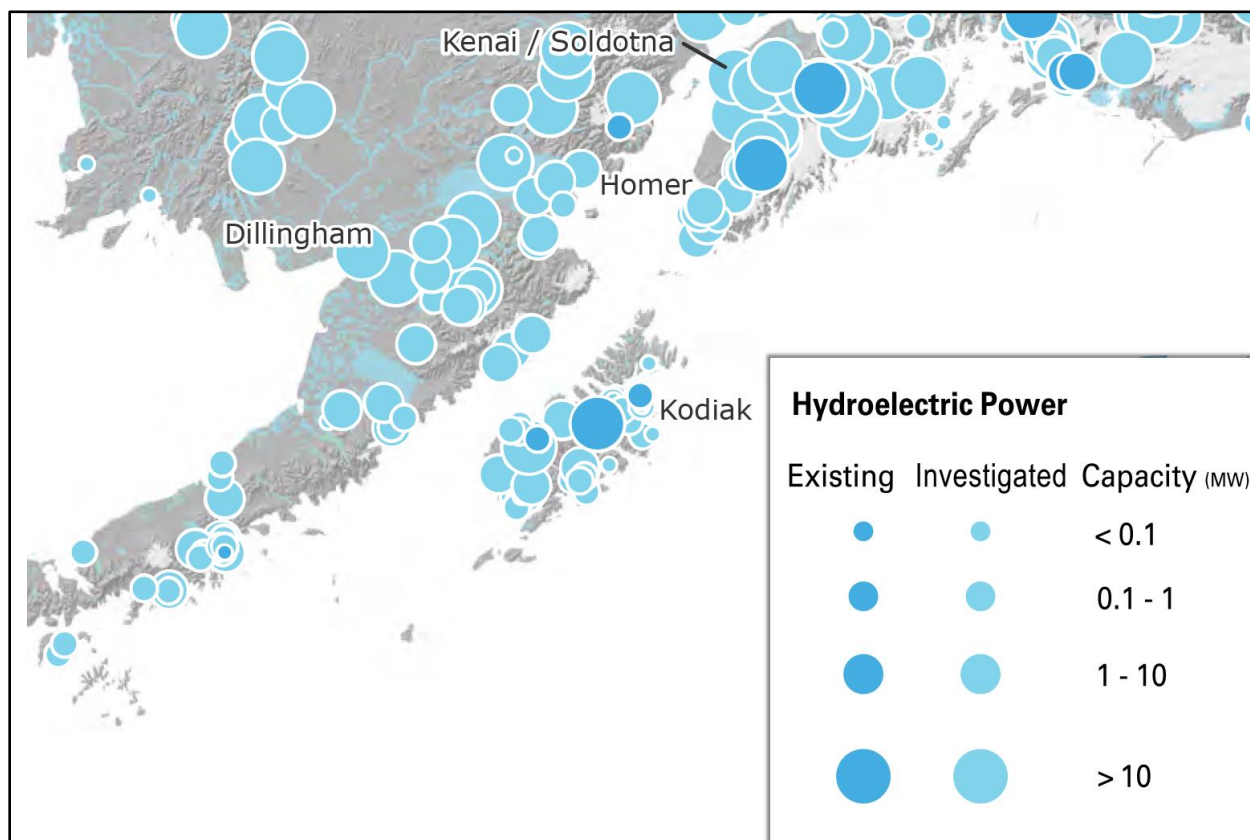 Kenai / Soldotna
Homer
Dillingham
Kodiak
Hydroelectric Power
Existing Investigated Capacity (MW)
< 0.1
0.1 - 1
1 - 10
> 10